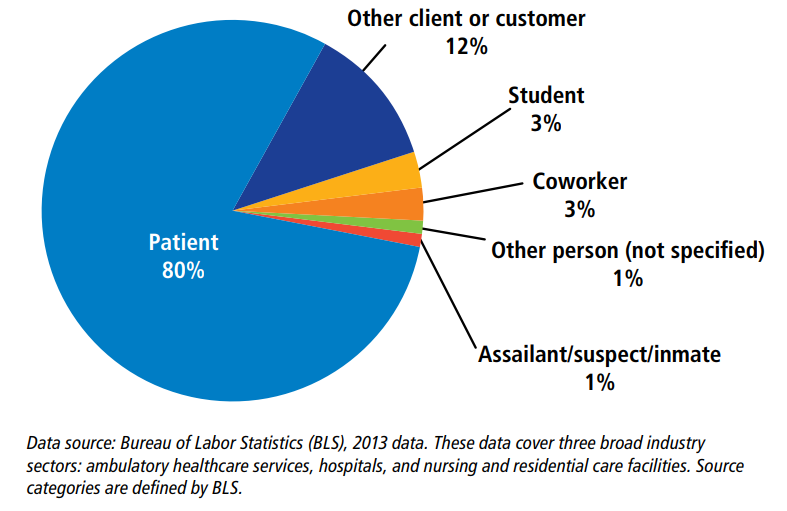 Other client or customer
12%
Student
3%
Coworker
3%
Patient
80%
Other person (not specified)
1%
Assailant/suspect/inmate
1%
Data source: Bureau of Labor Statistics (BLS), 2013 data. These data cover three broad industry
sectors: ambulatory healthcare services, hospitals, and nursing and residential care facilities. Source
categories are defined by BLS.